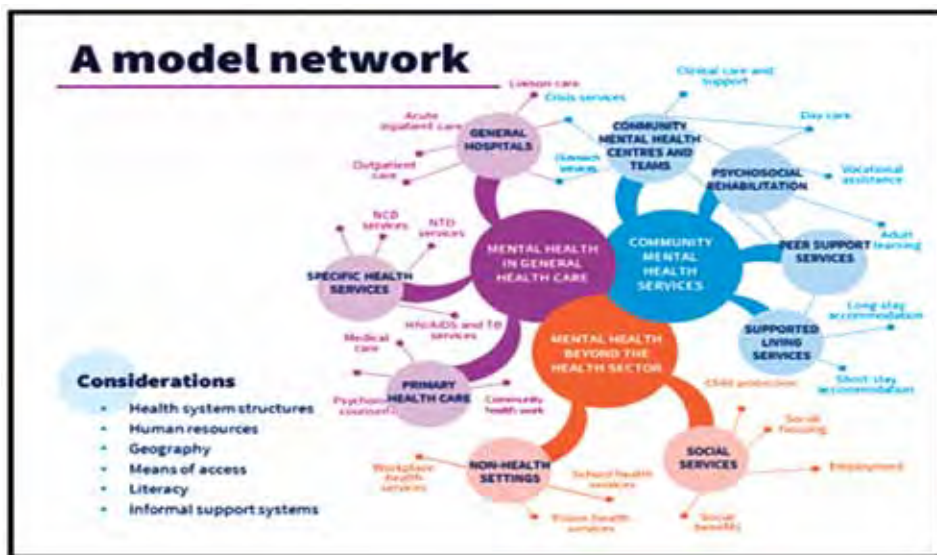 A model network
Liaison care
Crisis services
Acute
inpatient care
Outpatient
care
GENERAL
HOSPITALS
Outreach
services
Clinical care and
support
Day care
COMMUNITY
MENTAL HEALTH
CENTRES AND
TEAMS
PSYCHOSOCIAL
REHABILITATION
Vocational
assistance
Adult
learning
PEER SUPPORT
SERVICES
Long-stay
accommodation
SUPPORTED
LIVING
SERVICES
Short-stay
accommodation
NCD
services
NTD
services
SPECIFIC HEALTH
SERVICES
HIV/AIDS and TB
services
MENTAL HEALTH
IN GENERAL
HEALTH CARE
COMMUNITY
MENTAL
HEALTH
SERVICES
MENTAL HEALTH
BEYOND THE
HEALTH SECTOR
Medical
care
PRIMARY
HEALTH CARE
Community
health work
Child protection
Social
housing
SOCIAL
SERVICES
Employment
Social
benefits
Workplace
health
services
NON-HEALTH
SETTINGS
School health
services
Prison health
services
Considerations
• Health system structures
• Human resources
• Geography
• Means of access
• Literacy
• Informal support systems